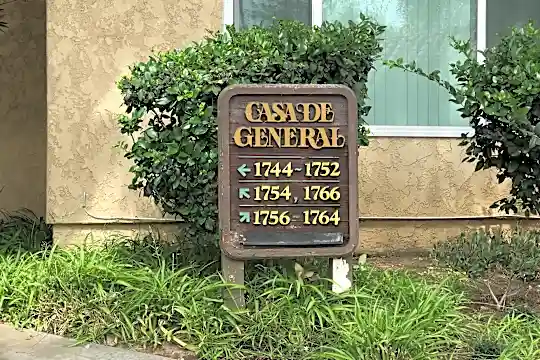 CASA DE
GENERAL
← 1744 - 1752
↖ 1754, 1766
↗ 1756 - 1764